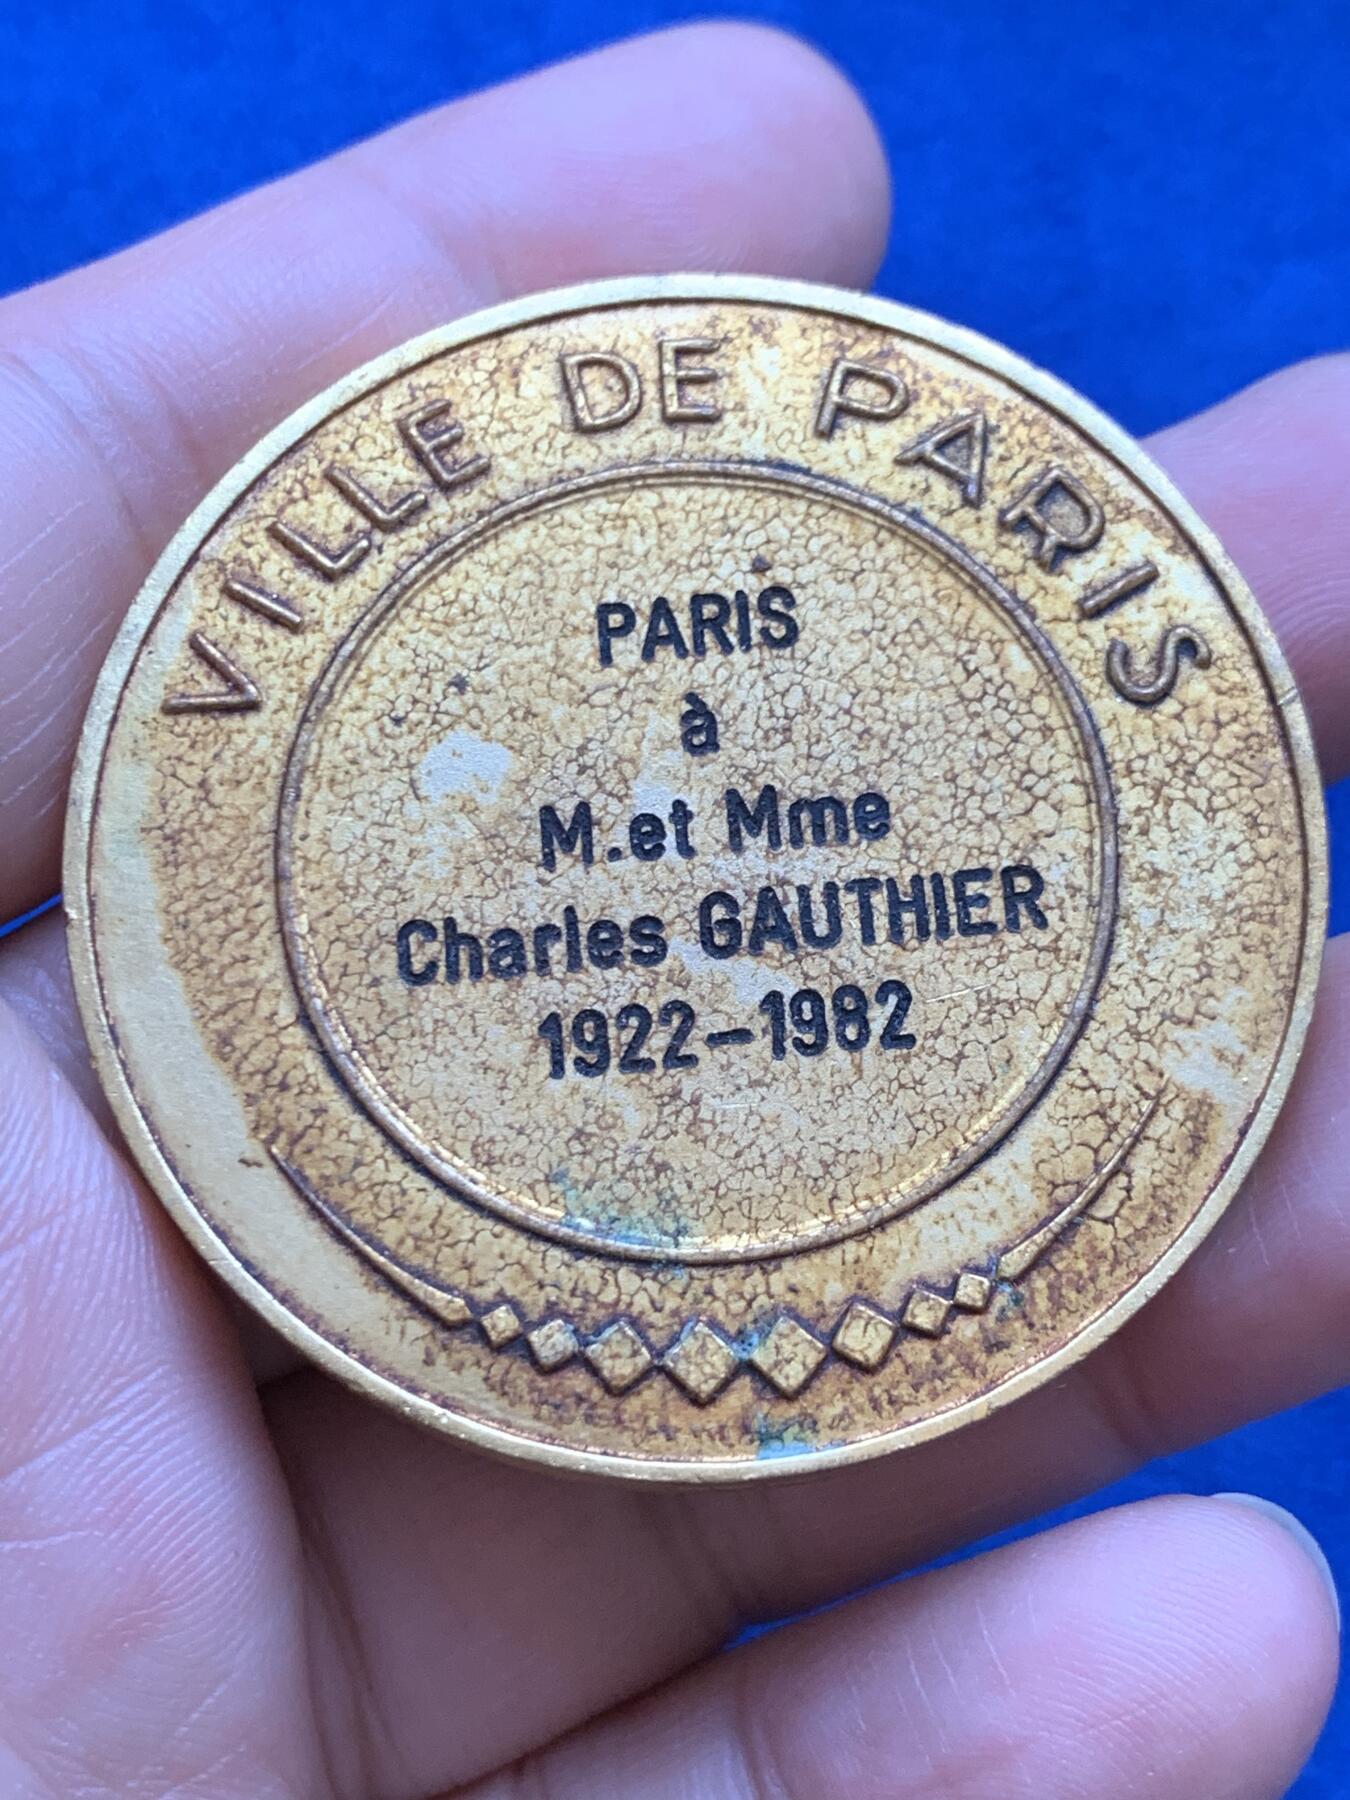 VILLE DE PARIS
PARIS
à
M.et Mme
Charles GAUTHIER
1922-1982